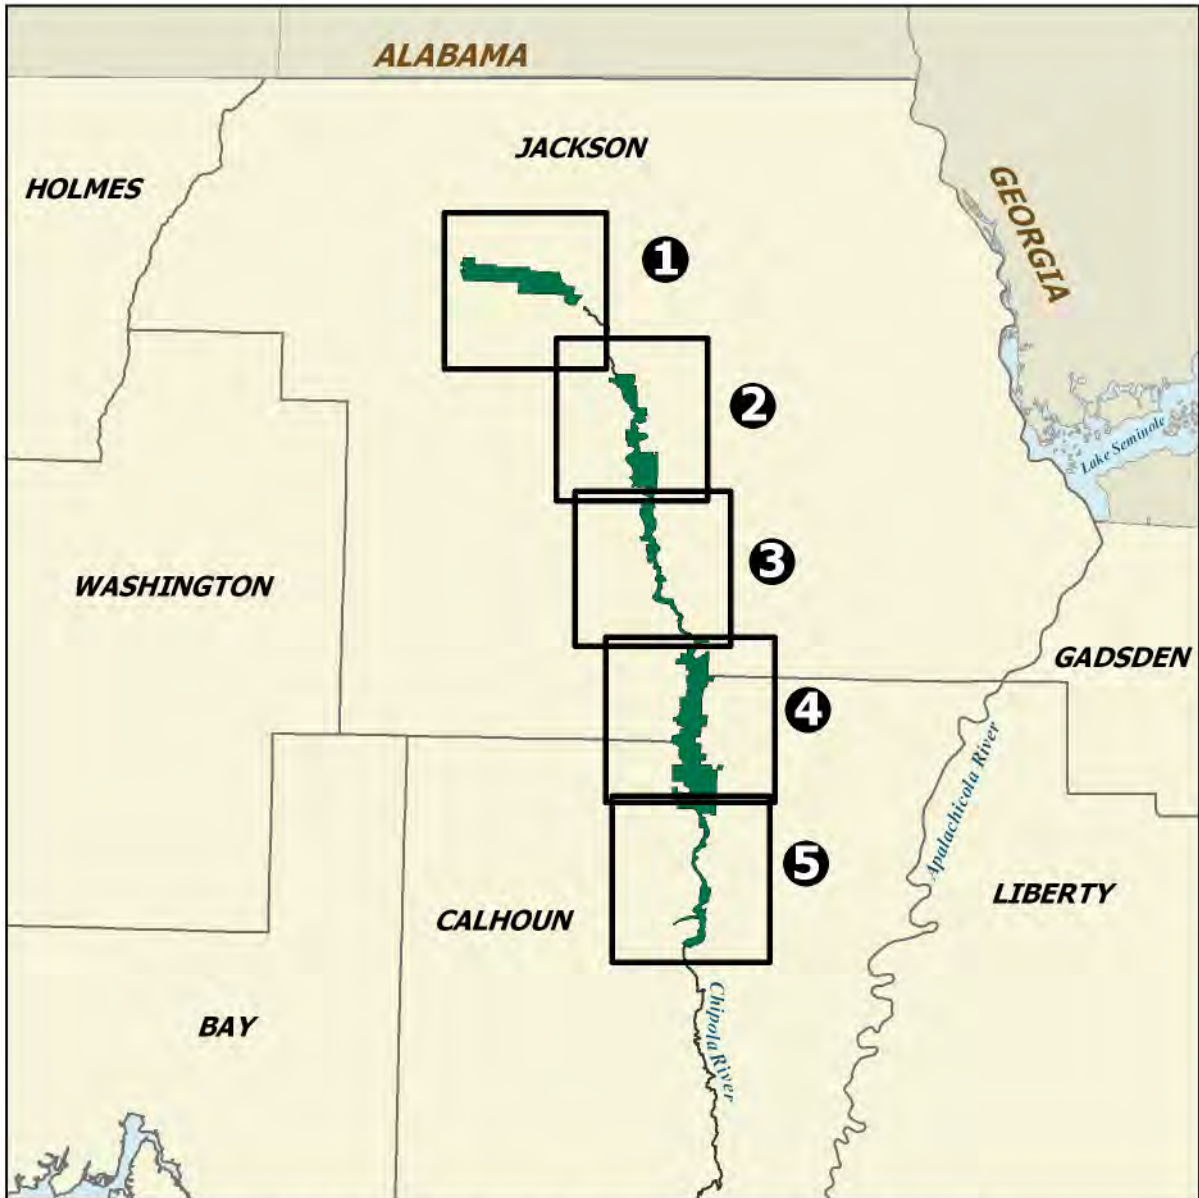 ALABAMA
JACKSON
HOLMES
GEORGIA
1
2
Lake Seminole
3
WASHINGTON
GADSDEN
4
Apalachicola River
5
LIBERTY
CALHOUN
Chipola River
BAY